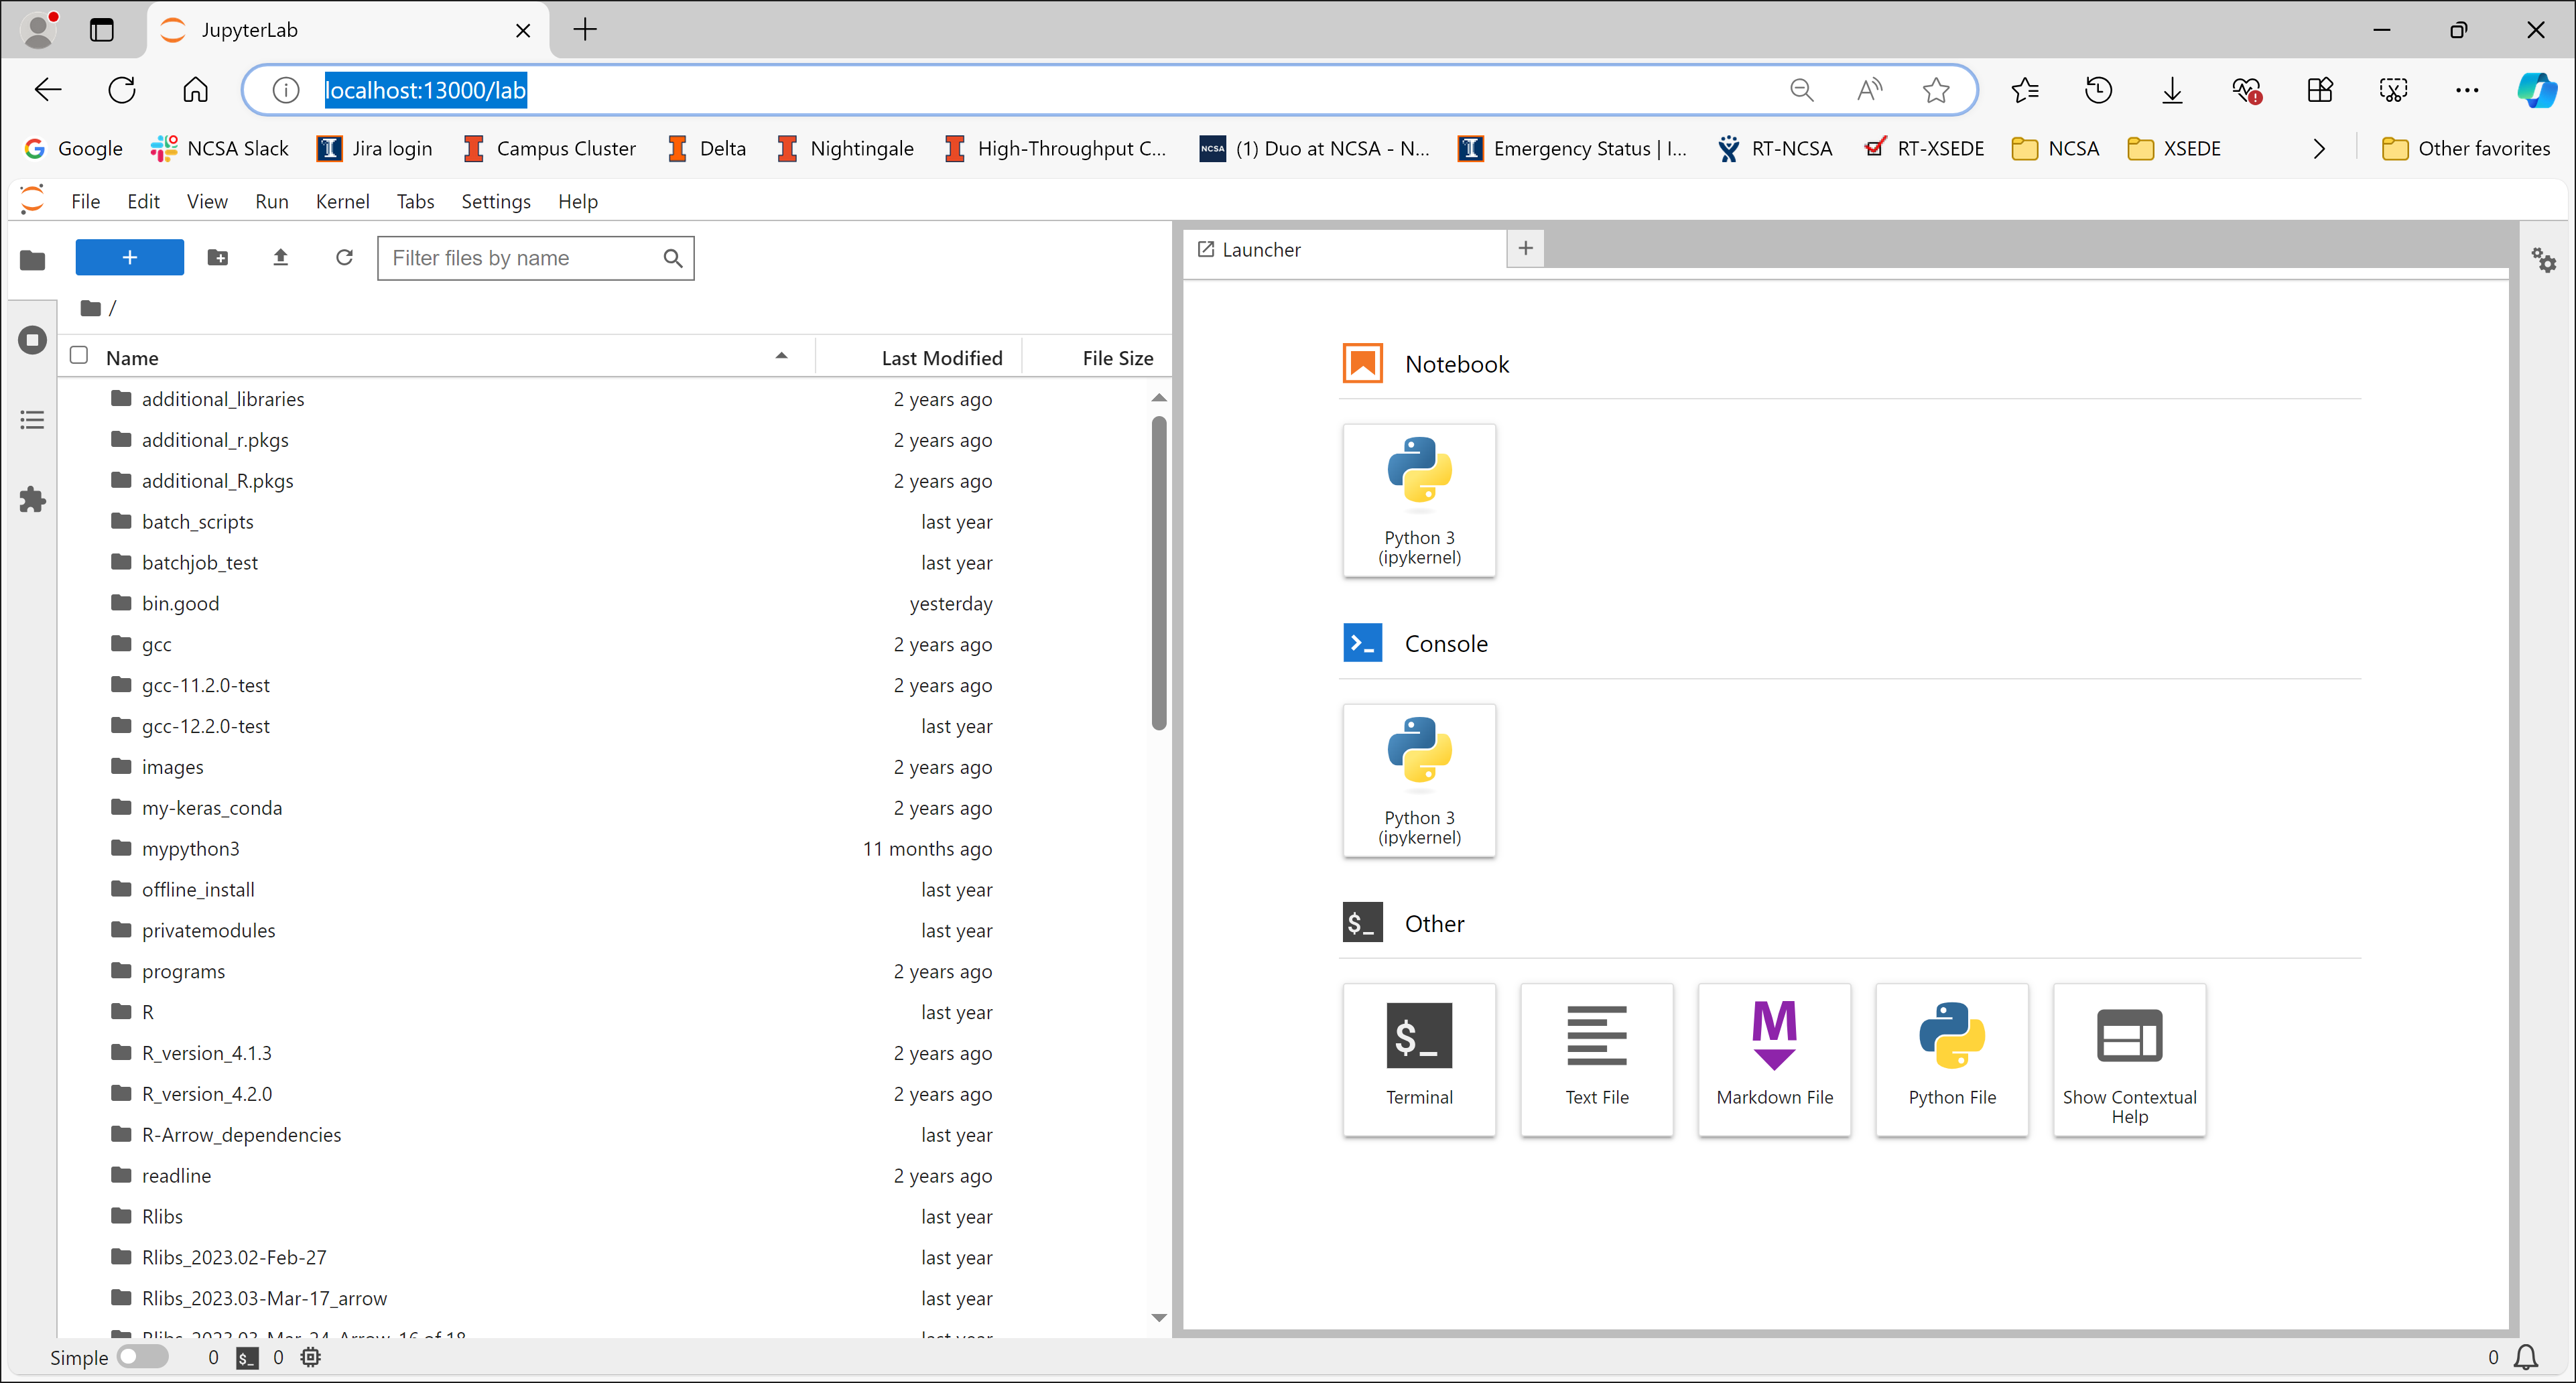 JupyterLab
localhost:13000/lab
Google NCSA Slack Jira login Campus Cluster Delta Nightingale High-Throughput C... NCSA (1) Duo at NCSA - N... Emergency Status | I... RT-NCSA RT-XSEDE NCSA XSEDE Other favorites
File Edit View Run Kernel Tabs Settings Help
Filter files by name
/
Name Last Modified File Size
additional_libraries 2 years ago
additional_r.pkgs 2 years ago
additional_R.pkgs 2 years ago
batch_scripts last year
batchjob_test last year
bin.good yesterday
gcc 2 years ago
gcc-11.2.0-test 2 years ago
gcc-12.2.0-test last year
images 2 years ago
my-keras_conda 2 years ago
mypython3 11 months ago
offline_install last year
privatemodules last year
programs 2 years ago
R last year
R_version_4.1.3 2 years ago
R_version_4.2.0 2 years ago
R-Arrow_dependencies last year
readline 2 years ago
Rlibs last year
Rlibs_2023.02-Feb-27 last year
Rlibs_2023.03-Mar-17_arrow last year
Rlibs_2023.03-Mar-24_Arrow_16 of 18 last year
Launcher
Notebook
Python 3
(ipykernel)
Console
Python 3
(ipykernel)
$_ Other
$_
Terminal
Text File
M
Markdown File
Python File
Show Contextual
Help
Simple 0 $_ 0
0